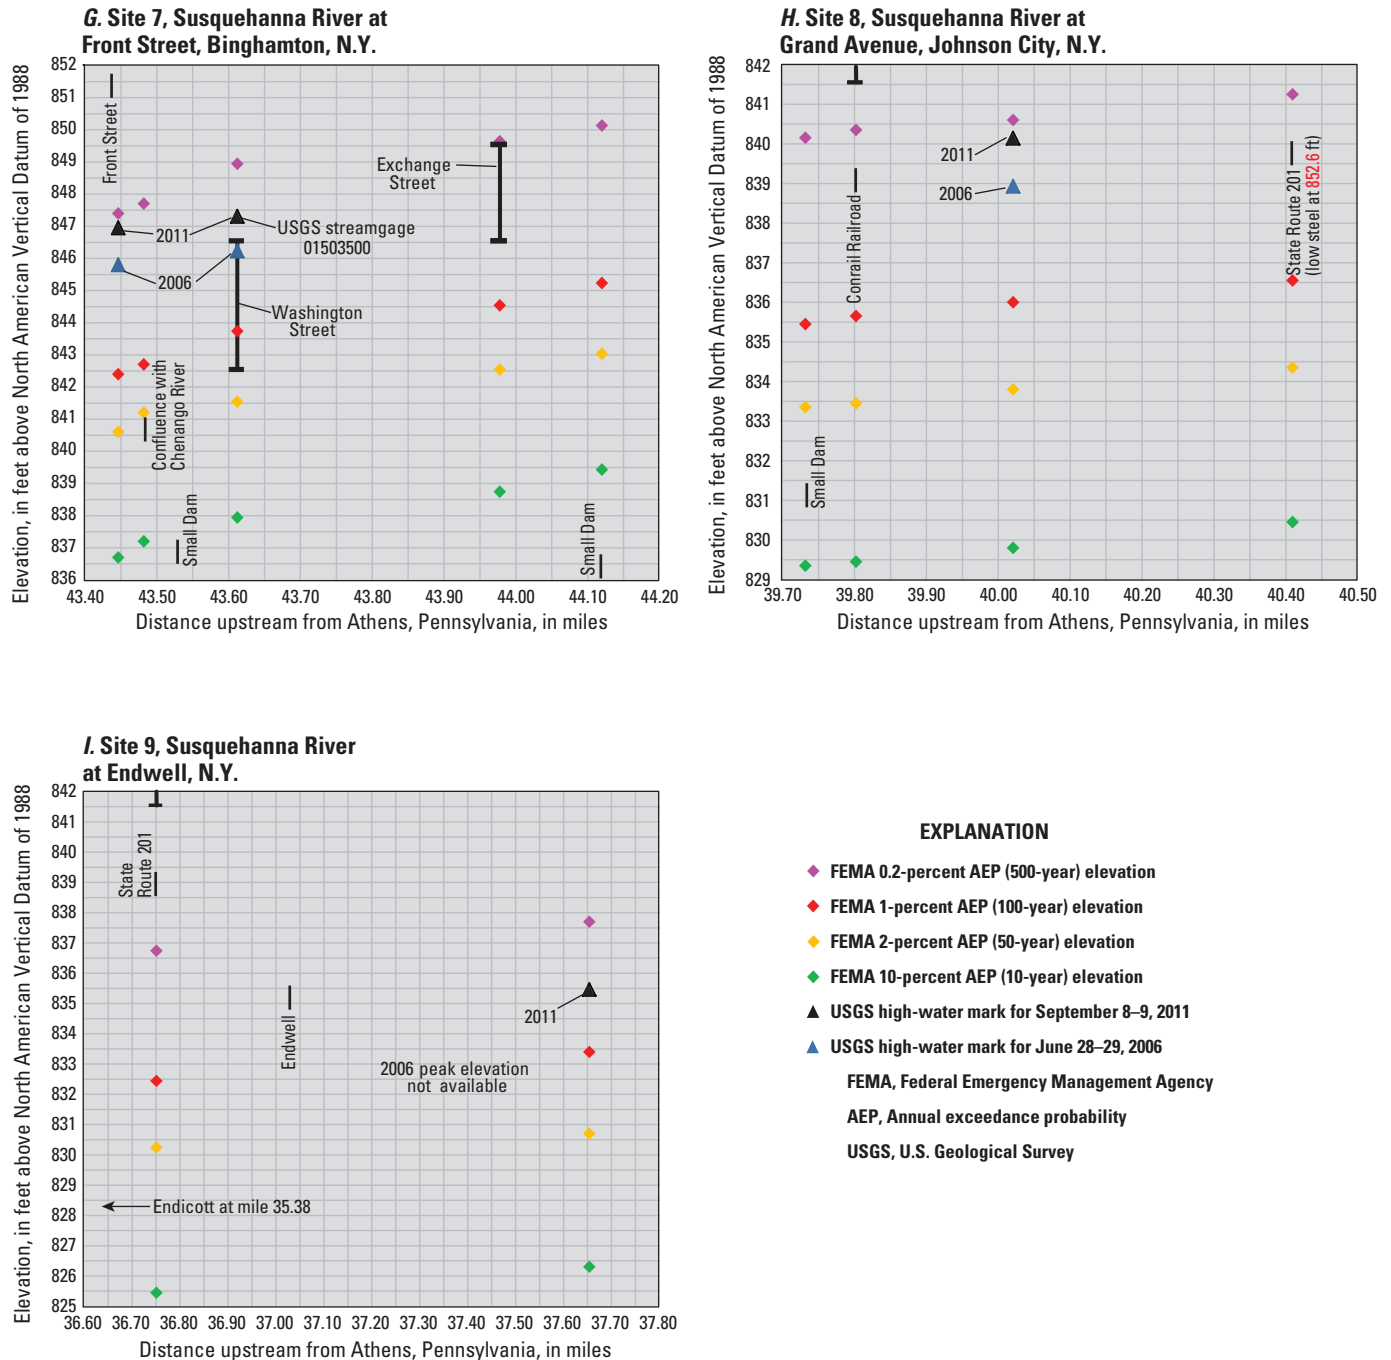 G. Site 7, Susquehanna River at
Front Street, Binghamton, N.Y.
Elevation, in feet above North American Vertical Datum of 1988
852
851
850
849
848
847
846
845
844
843
842
841
840
839
838
837
836
Front Street
2011
USGS streamgage
01503500
Exchange
Street
2006
Washington
Street
Confluence with
Chenango River
Small Dam
Small Dam
43.40 43.50 43.60 43.70 43.80 43.90 44.00 44.10 44.20
Distance upstream from Athens, Pennsylvania, in miles
H. Site 8, Susquehanna River at
Grand Avenue, Johnson City, N.Y.
Elevation, in feet above North American Vertical Datum of 1988
842
841
840
839
838
837
836
835
834
833
832
831
830
829
Conrail Railroad
2011
2006
State Route 201
(low steel at 852.6 ft)
Small Dam
39.70 39.80 39.90 40.00 40.10 40.20 40.30 40.40 40.50
Distance upstream from Athens, Pennsylvania, in miles
I. Site 9, Susquehanna River
at Endwell, N.Y.
Elevation, in feet above North American Vertical Datum of 1988
842
841
840
839
838
837
836
835
834
833
832
831
830
829
828
827
826
825
State
Route 201
Endwell
2011
2006 peak elevation
not available
Endicott at mile 35.38
36.60 36.70 36.80 36.90 37.00 37.10 37.20 37.30 37.40 37.50 37.60 37.70 37.80
Distance upstream from Athens, Pennsylvania, in miles
EXPLANATION
FEMA 0.2-percent AEP (500-year) elevation
FEMA 1-percent AEP (100-year) elevation
FEMA 2-percent AEP (50-year) elevation
FEMA 10-percent AEP (10-year) elevation
USGS high-water mark for September 8–9, 2011
USGS high-water mark for June 28–29, 2006
FEMA, Federal Emergency Management Agency
AEP, Annual exceedance probability
USGS, U.S. Geological Survey